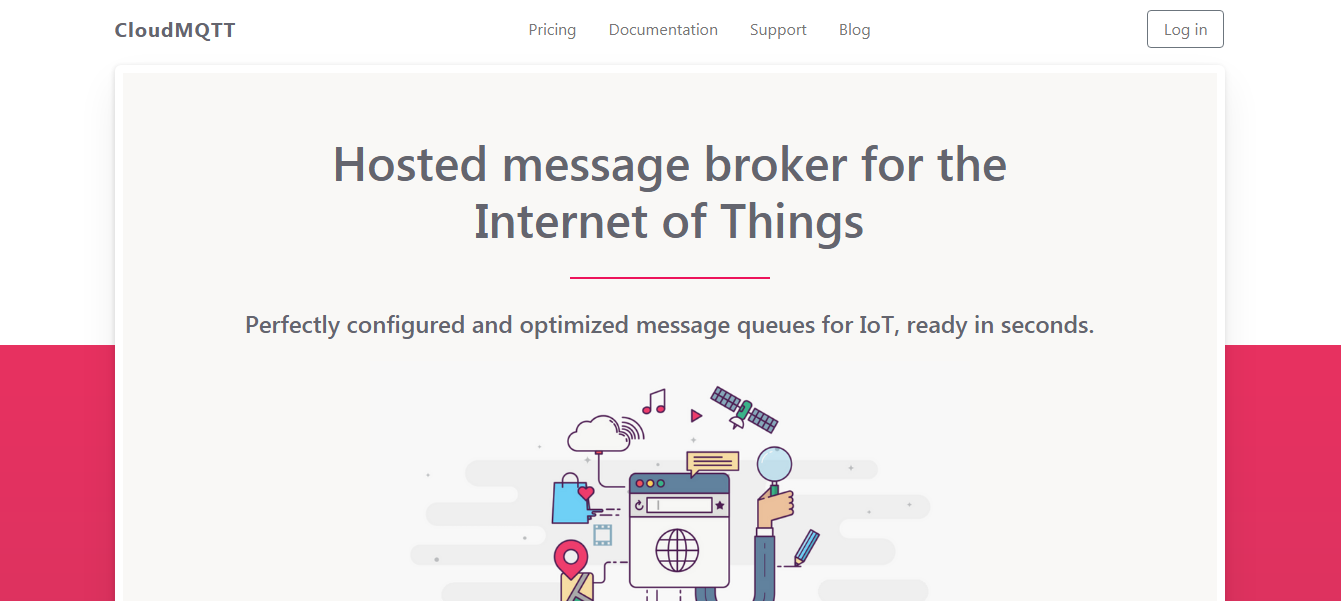 CloudMQTT
Pricing
Documentation
Support
Blog
Log in
Hosted message broker for the
Internet of Things
Perfectly configured and optimized message queues for IoT, ready in seconds.